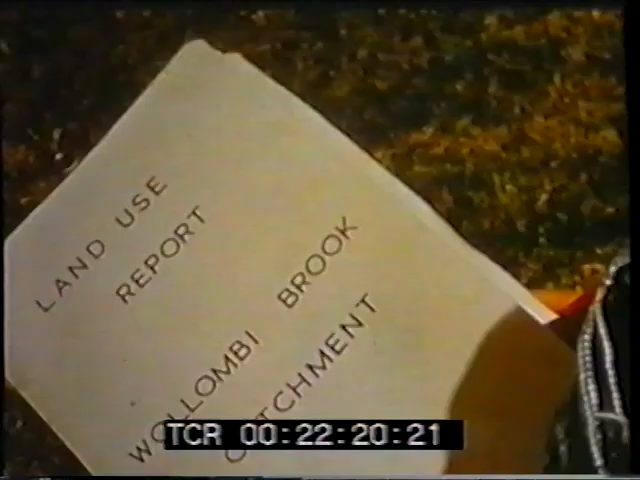 LAND USE
REPORT
WOLLOMBI BROOK
CATCHMENT
TCR 00:22:20:21